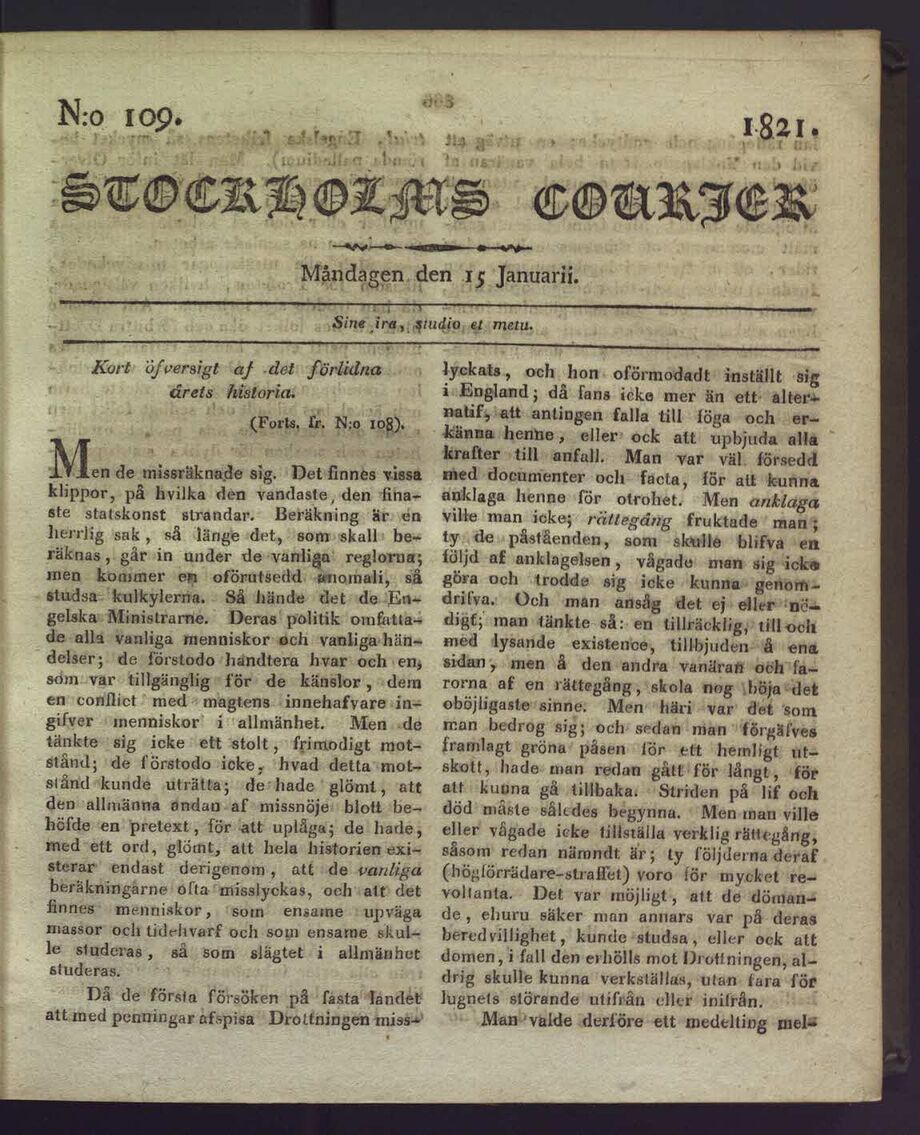 N:o 109.
1821.
STOCKHOLMS COURIER
Måndagen den 15 Januarii.
Sine ira, studio et metu.
Kort öfversigt af det förlidna
årets historia.
(Forts. fr. N:o 108).
Men de missräknade sig. Det finnes vissa
klippor, på hvilka den vandaste, den fina-
ste statskonst strandar. Beräkning är en
herrlig sak, så länge det, som skall be-
räknas, går in under de vanliga reglorna;
men kommer en oförutsedd anomali, så
studsa kulkylerna. Så hände det de En-
gelska Ministrarne. Deras politik omfatta-
de alla vanliga menniskor och vanliga hän-
delser; de förstodo handtera hvar och en,
som var tillgänglig för de känslor, dem
en conflict med magtens innehafvare in-
gifver menniskor i allmänhet. Men de
tänkte sig icke ett stolt, frimodigt mot-
stånd; de förstodo icke, hvad detta mot-
stånd kunde uträtta; de hade glömt, att
den allmänna andan af missnöje blott be-
höfde en pretext, för att uplåga; de hade,
med ett ord, glömt, att hela historien exi-
sterar endast derigenom, att de vanliga
beräkningarne ofta misslyckas, och att det
finnes menniskor, som ensame upväga
massor och tidehvarf och som ensame skul-
le studeras, så som slägtet i allmänhet
studeras.
Då de första försöken på fasta landet
att med penningar afspisa Drottningen miss-
lyckats, och hon oförmodadt inställt sig
i England; då fans icke mer än ett alter-
natif, att antingen falla till föga och er-
känna henne, eller ock att upbjuda alla
krafter till anfall. Man var väl försedd
med documenter och facta, för att kunna
anklaga henne för otrohet. Men anklaga
ville man icke; rättegång fruktade man;
ty de påståenden, som skulle blifva en
följd af anklagelsen, vågade man sig icke
göra och trodde sig icke kunna genom-
drifva. Och man ansåg det ej eller nö-
digt; man tänkte så: en tillräcklig, till och
med lysande existence, tillbjuden å ena
sidan, men å den andra vanäran och fa-
rorna af en rättegång, skola nog böja det
oböjligaste sinne. Men häri var det som
man bedrog sig; och sedan man förgäfves
framlagt gröna påsen för ett hemligt ut-
skott, hade man redan gått för långt, för
att kunna gå tillbaka. Striden på lif och
död måste således begynna. Men man ville
eller vågade icke tillställa verklig rättegång,
såsom redan nämndt är; ty följderna deraf
(högförrädare-straffet) voro för mycket re-
voltanta. Det var möjligt, att de döman-
de, ehuru säker man annars var på deras
beredvillighet, kunde studsa, eller ock att
domen, i fall den erhölls mot Drottningen, al-
drig skulle kunna verkställas, utan fara för
lugnets störande utifrån eller inifrån.
Man valde derföre ett medelting mel-